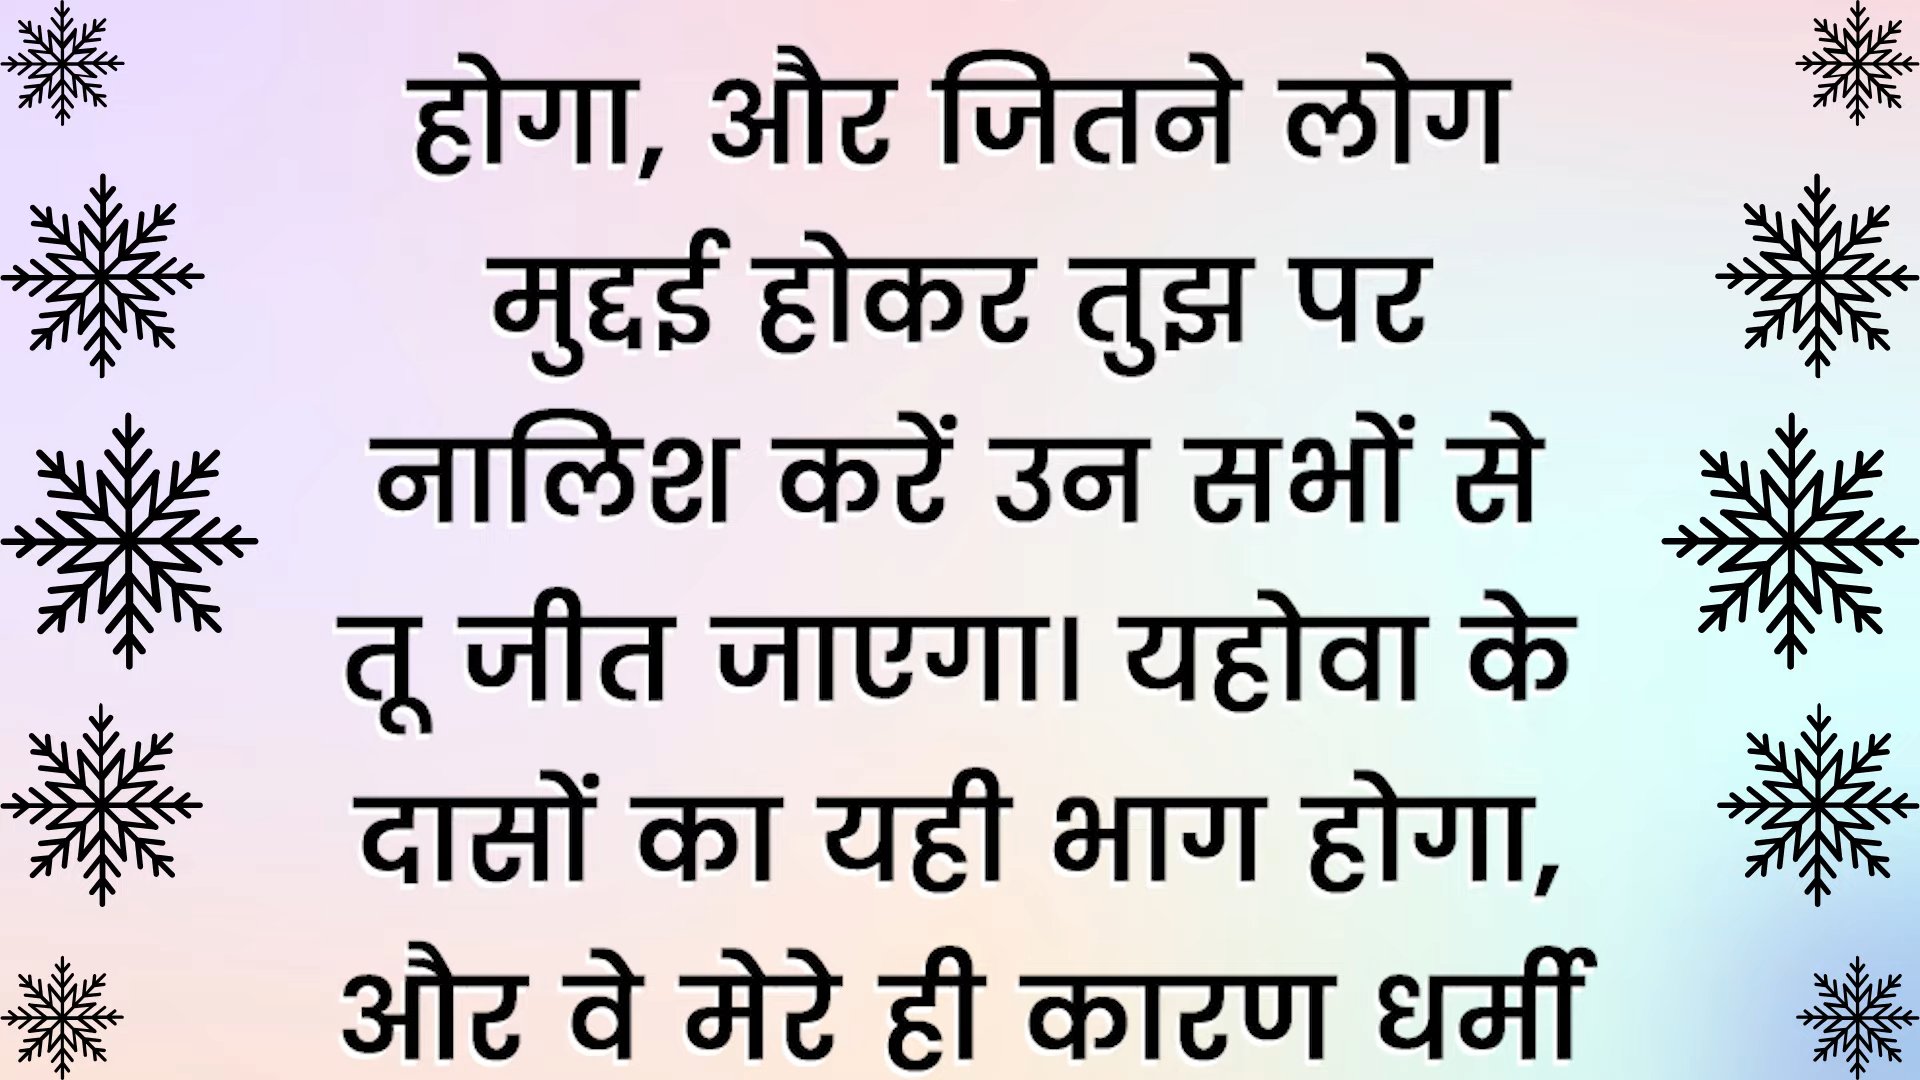 होगा, और जितने लोग
मुद्दई होकर तुझ पर
नालिश करें उन सभों से
तू जीत जाएगा। यहोवा के
दासों का यही भाग होगा,
और वे मेरे ही कारण धर्मी